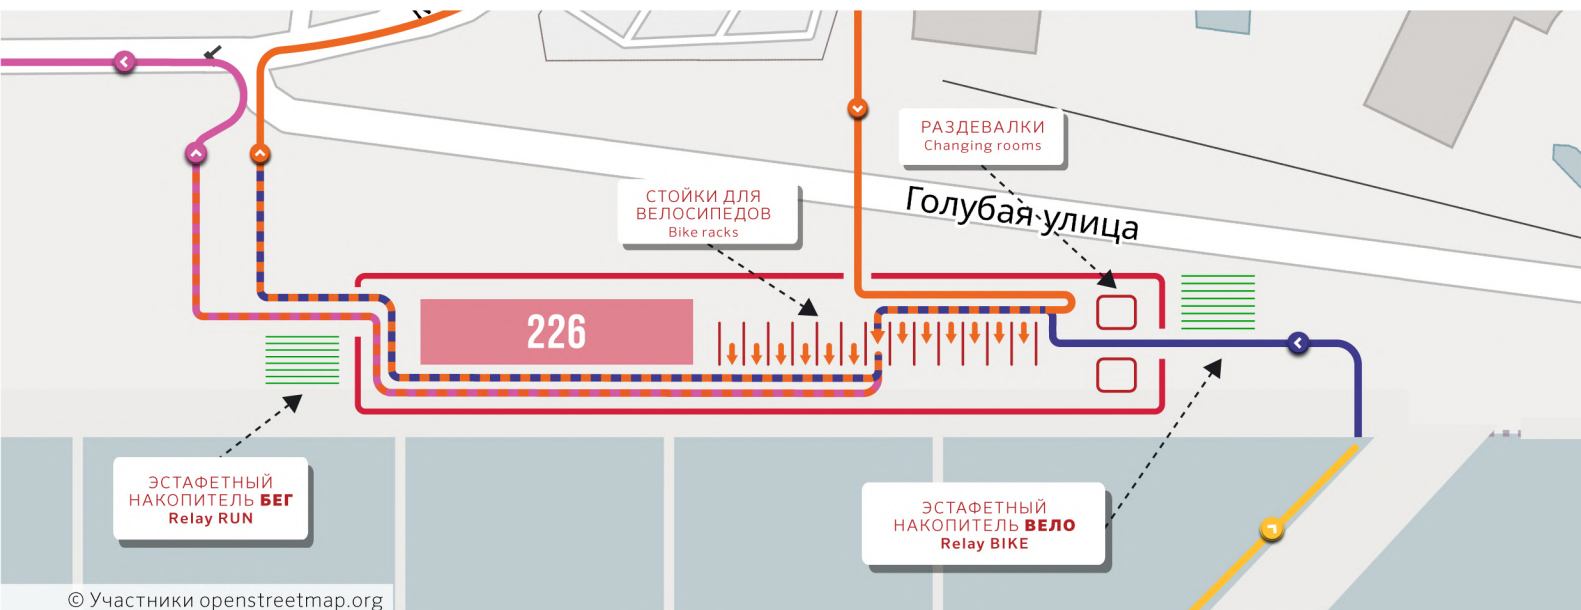 РАЗДЕВАЛКИ
Changing rooms
СТОЙКИ ДЛЯ
ВЕЛОСИПЕДОВ
Bike racks
Голубая улица
226
ЭСТАФЕТНЫЙ
НАКОПИТЕЛЬ БЕГ
Relay RUN
ЭСТАФЕТНЫЙ
НАКОПИТЕЛЬ ВЕЛО
Relay BIKE
© Участники openstreetmap.org